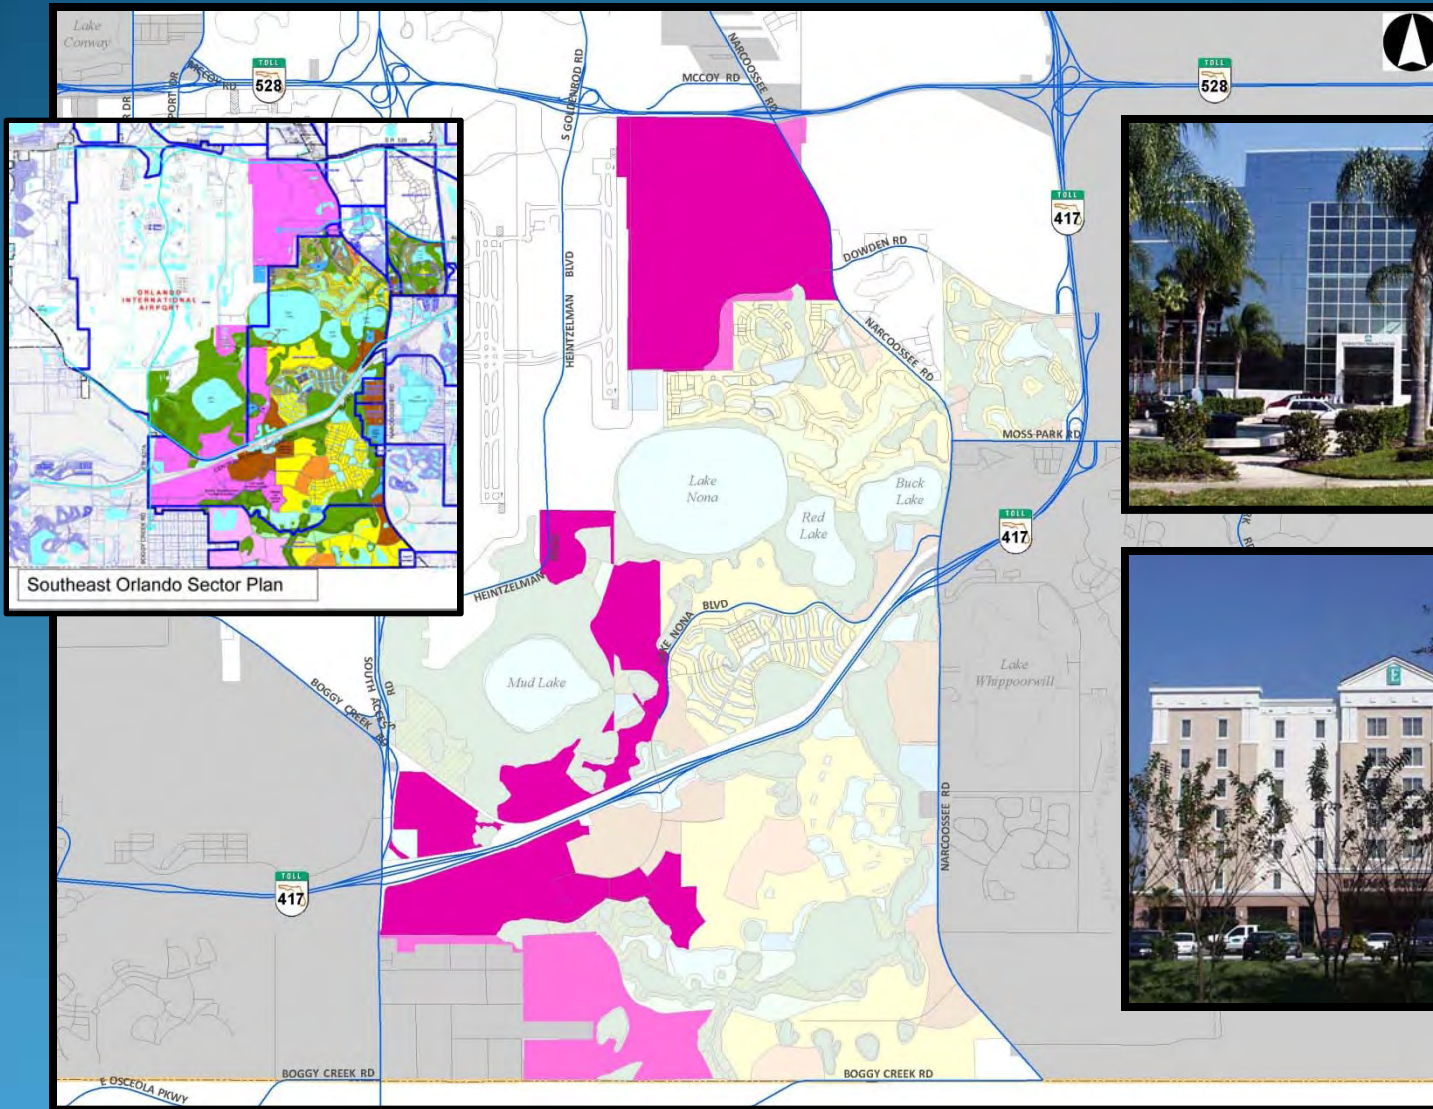 Lake
Conway
TOLL
528
MCCOY RD
S GOLDENROD RD
MCCOY RD
NARCOOSSEE RD
TOLL
528
TOLL
417
DOWDEN RD
HEINTZELMAN BLVD
NARCOOSSEE RD
MOSS PARK RD
ORLANDO
INTERNATIONAL
AIRPORT
BOGGY CREEK RD
Southeast Orlando Sector Plan
Lake
Nona
Buck
Lake
Red
Lake
TOLL
417
HEINTZELMAN
BLVD
Mud Lake
Lake
Whippoorwill
SOUTH ACCESS RD
BOGGY CREEK RD
NARCOOSSEE RD
TOLL
417
E
BOGGY CREEK RD
BOGGY CREEK RD
E OSCEOLA PKWY